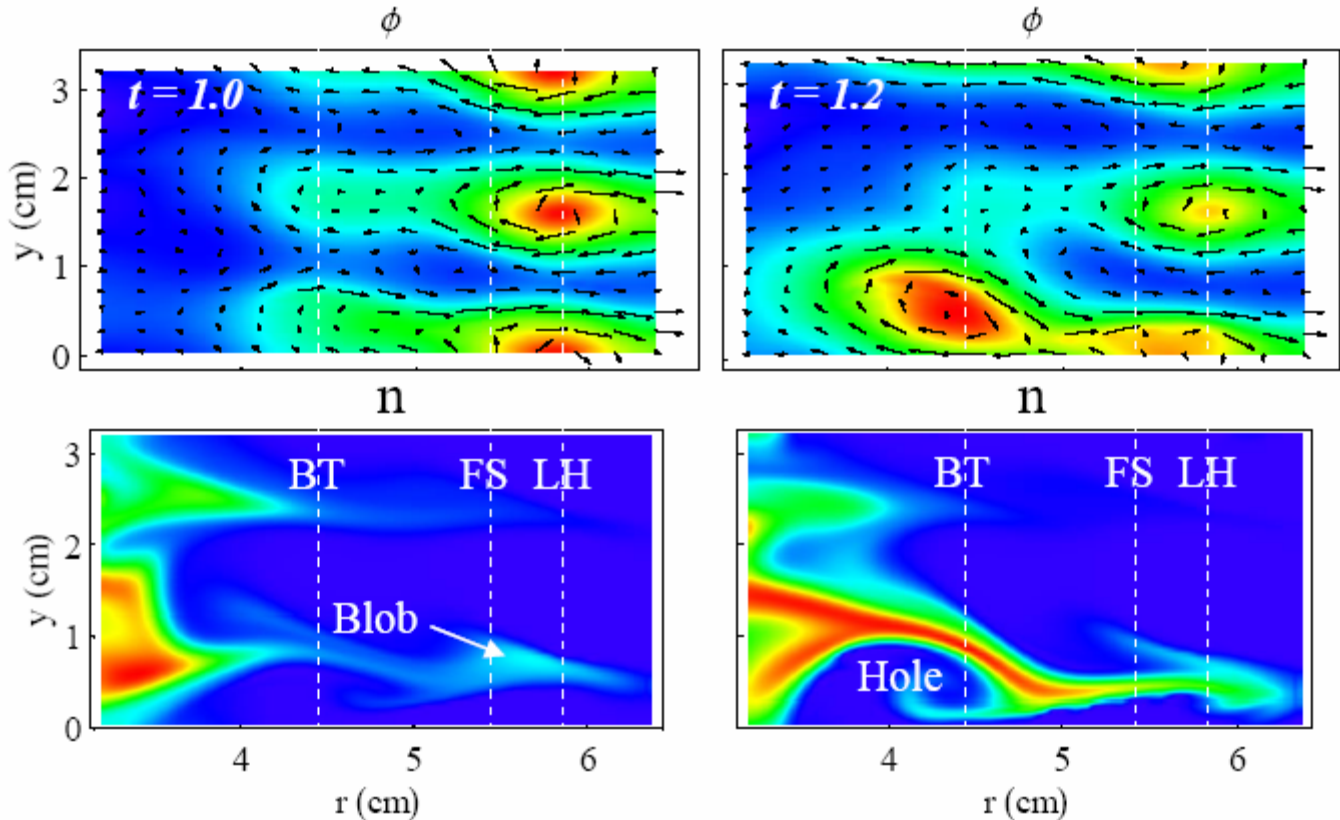 ϕ
ϕ
t = 1.0
t = 1.2
3
2
1
0
y (cm)
n
n
BT
FS
LH
BT
FS
LH
Blob
Hole
3
2
1
0
y (cm)
4
5
6
4
5
6
r (cm)
r (cm)